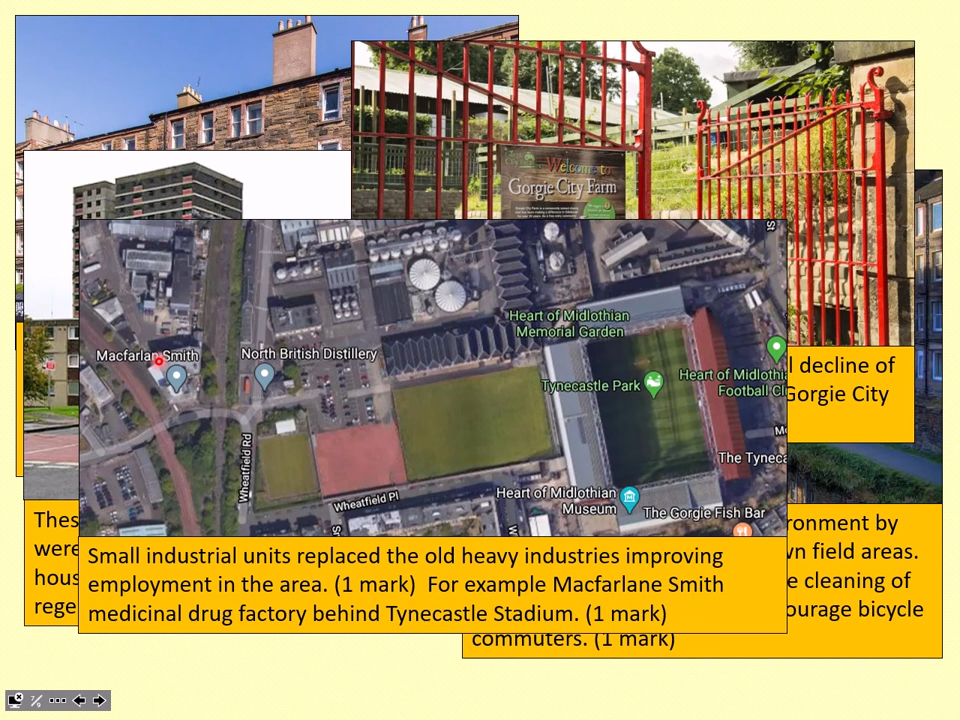 Welcome to
Gorgie City Farm
Heart of Midlothian
Memorial Garden
Macfarlan Smith
North British Distillery
Tynecastle Park
Heart of Midlothia
Football Cl
The Tyneca
Wheatfield Rd
Wheatfield Pl
Heart of Midlothian
Museum
The Gorgie Fish Bar
St
l decline of
Gorgie City
Thes
were
hous
rege
Small industrial units replaced the old heavy industries improving
employment in the area. (1 mark)  For example Macfarlane Smith
medicinal drug factory behind Tynecastle Stadium. (1 mark)
ronment by
wn field areas.
e cleaning of
ourage bicycle
commuters. (1 mark)